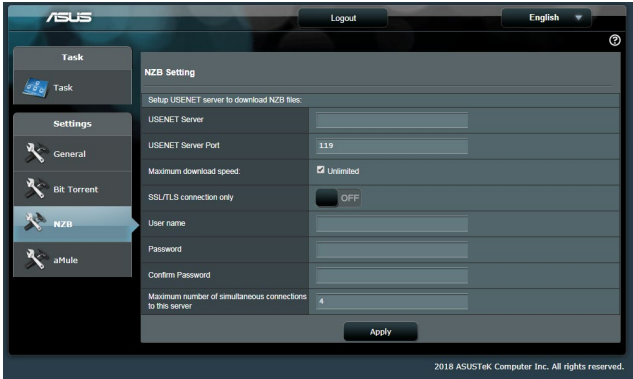 ASUS
Logout
English
Task
Task
Settings
General
Bit Torrent
NZB
aMule
NZB Setting
Setup USENET server to download NZB files:
USENET Server
USENET Server Port 119
Maximum download speed: Unlimited
SSL/TLS connection only OFF
User name
Password
Confirm Password
Maximum number of simultaneous connections
to this server
4
Apply
2018 ASUSTeK Computer Inc. All rights reserved.